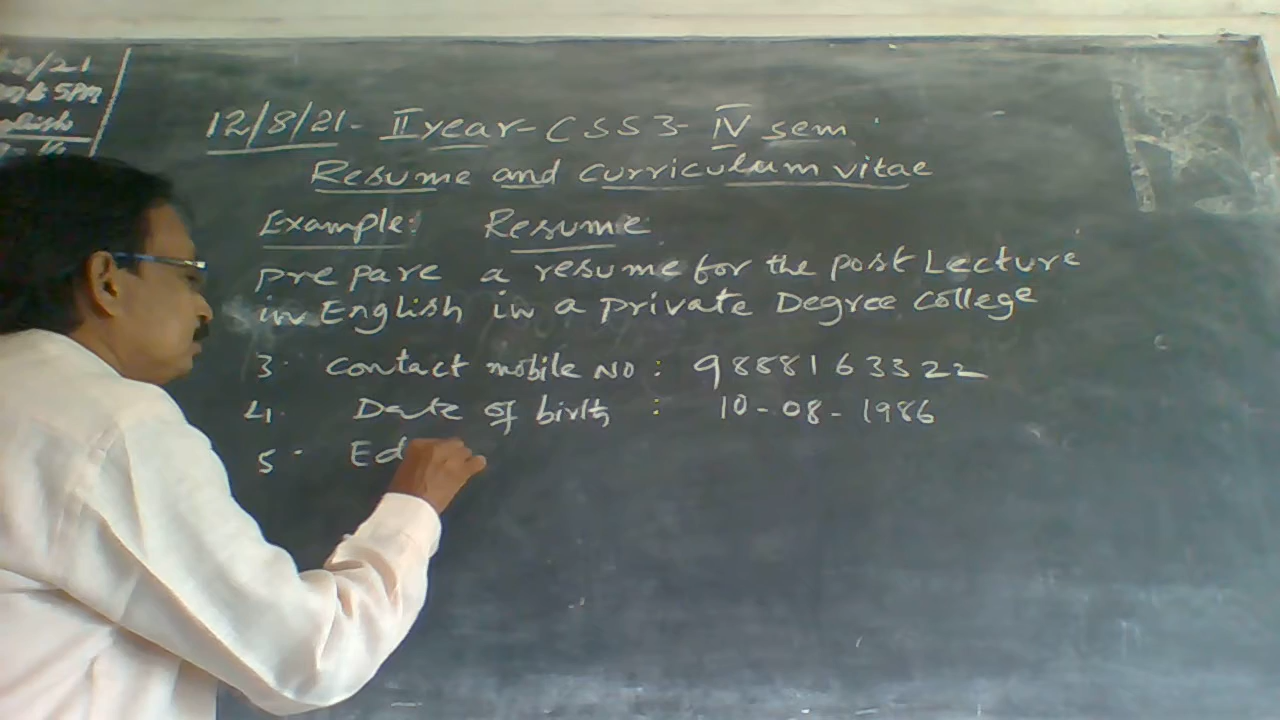 /21
5PM
12/8/21- II year- CSS3- IV sem
Resume and curriculum vitae
Example: Resume
prepare a resume for the post Lecture
in English in a private Degree College
3. contact mobile NO : 9888163322
4. Date of birth : 10-08-1986
5. Ed